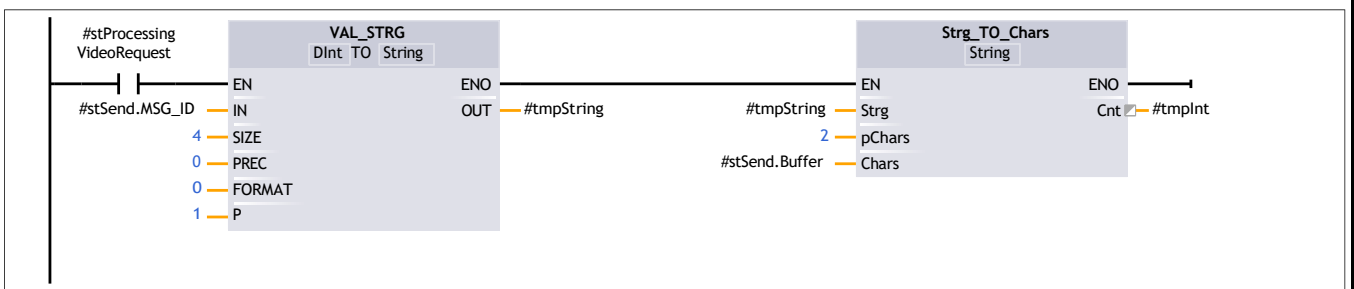 #stProcessing
VideoRequest
VAL_STRG
DInt TO String
Strg_TO_Chars
String
EN ENO
EN ENO
#stSend.MSG_ID IN OUT #tmpString
#tmpString Strg Cnt #tmpInt
4 SIZE
2 pChars
0 PREC
#stSend.Buffer Chars
0 FORMAT
1 P